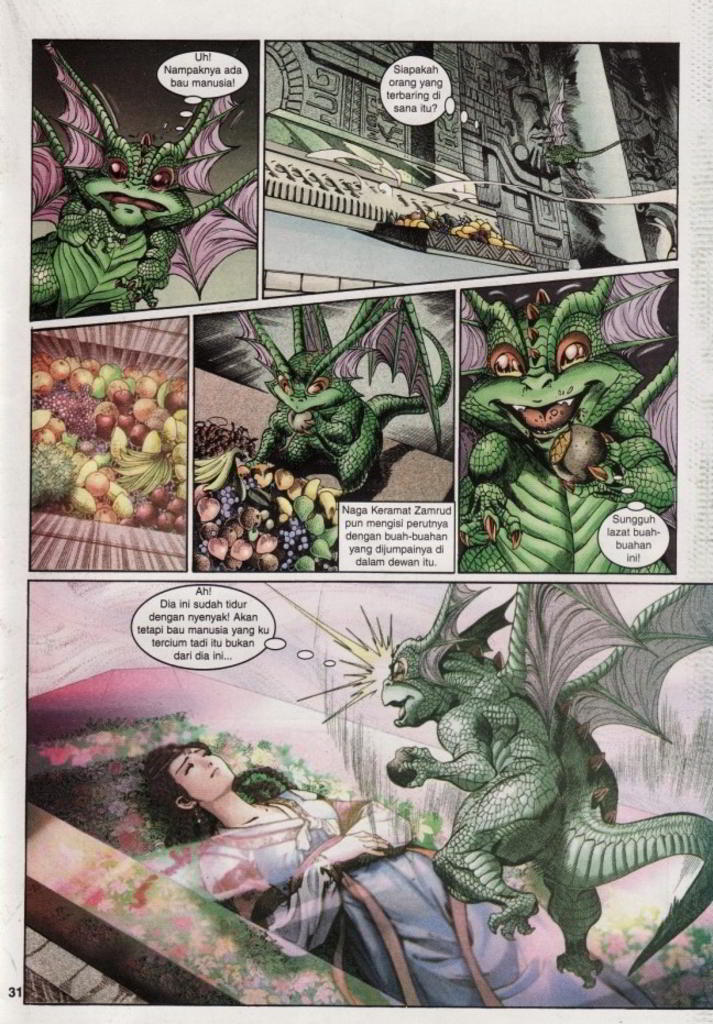 Uh!
Nampaknya ada
bau manusia!
Siapakah
orang yang
terbaring di
sana itu?
Naga Keramat Zamrud
pun mengisi perutnya
dengan buah-buahan
yang dijumpainya di
dalam dewan itu.
Sungguh
lazat buah-
buahan
ini!
Ah!
Dia ini sudah tidur
dengan nyenyak! Akan
tetapi bau manusia yang ku
tercium tadi itu bukan
dari dia ini...
31